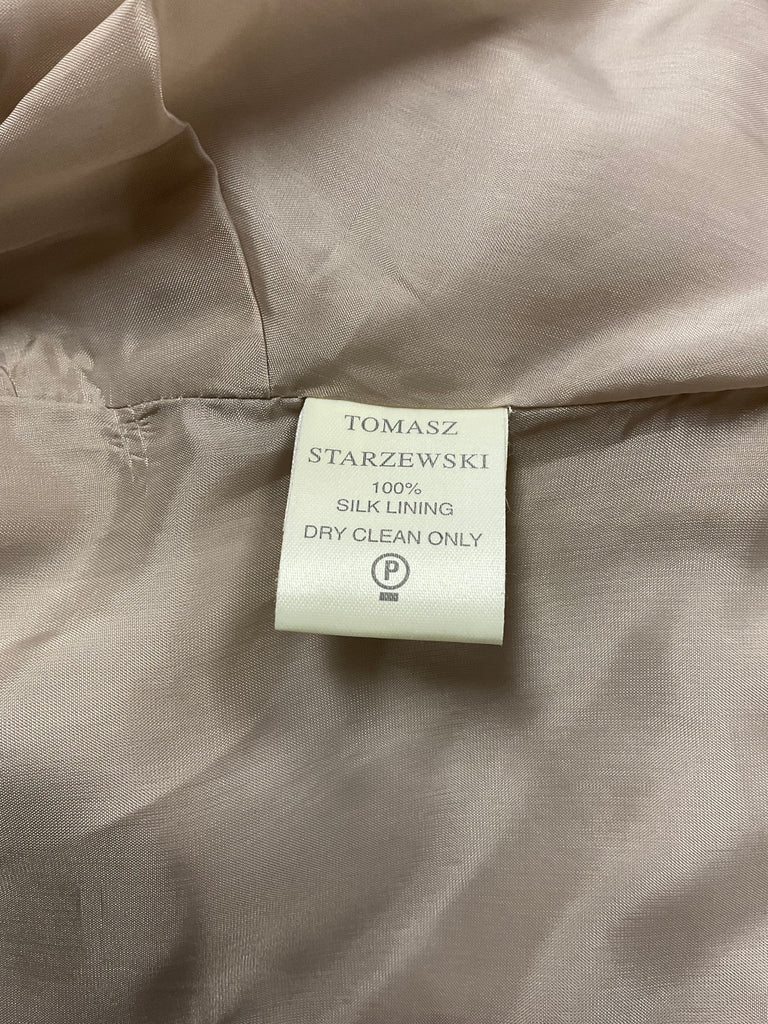 TOMASZ
STARZEWSKI
100%
SILK LINING
DRY CLEAN ONLY
P